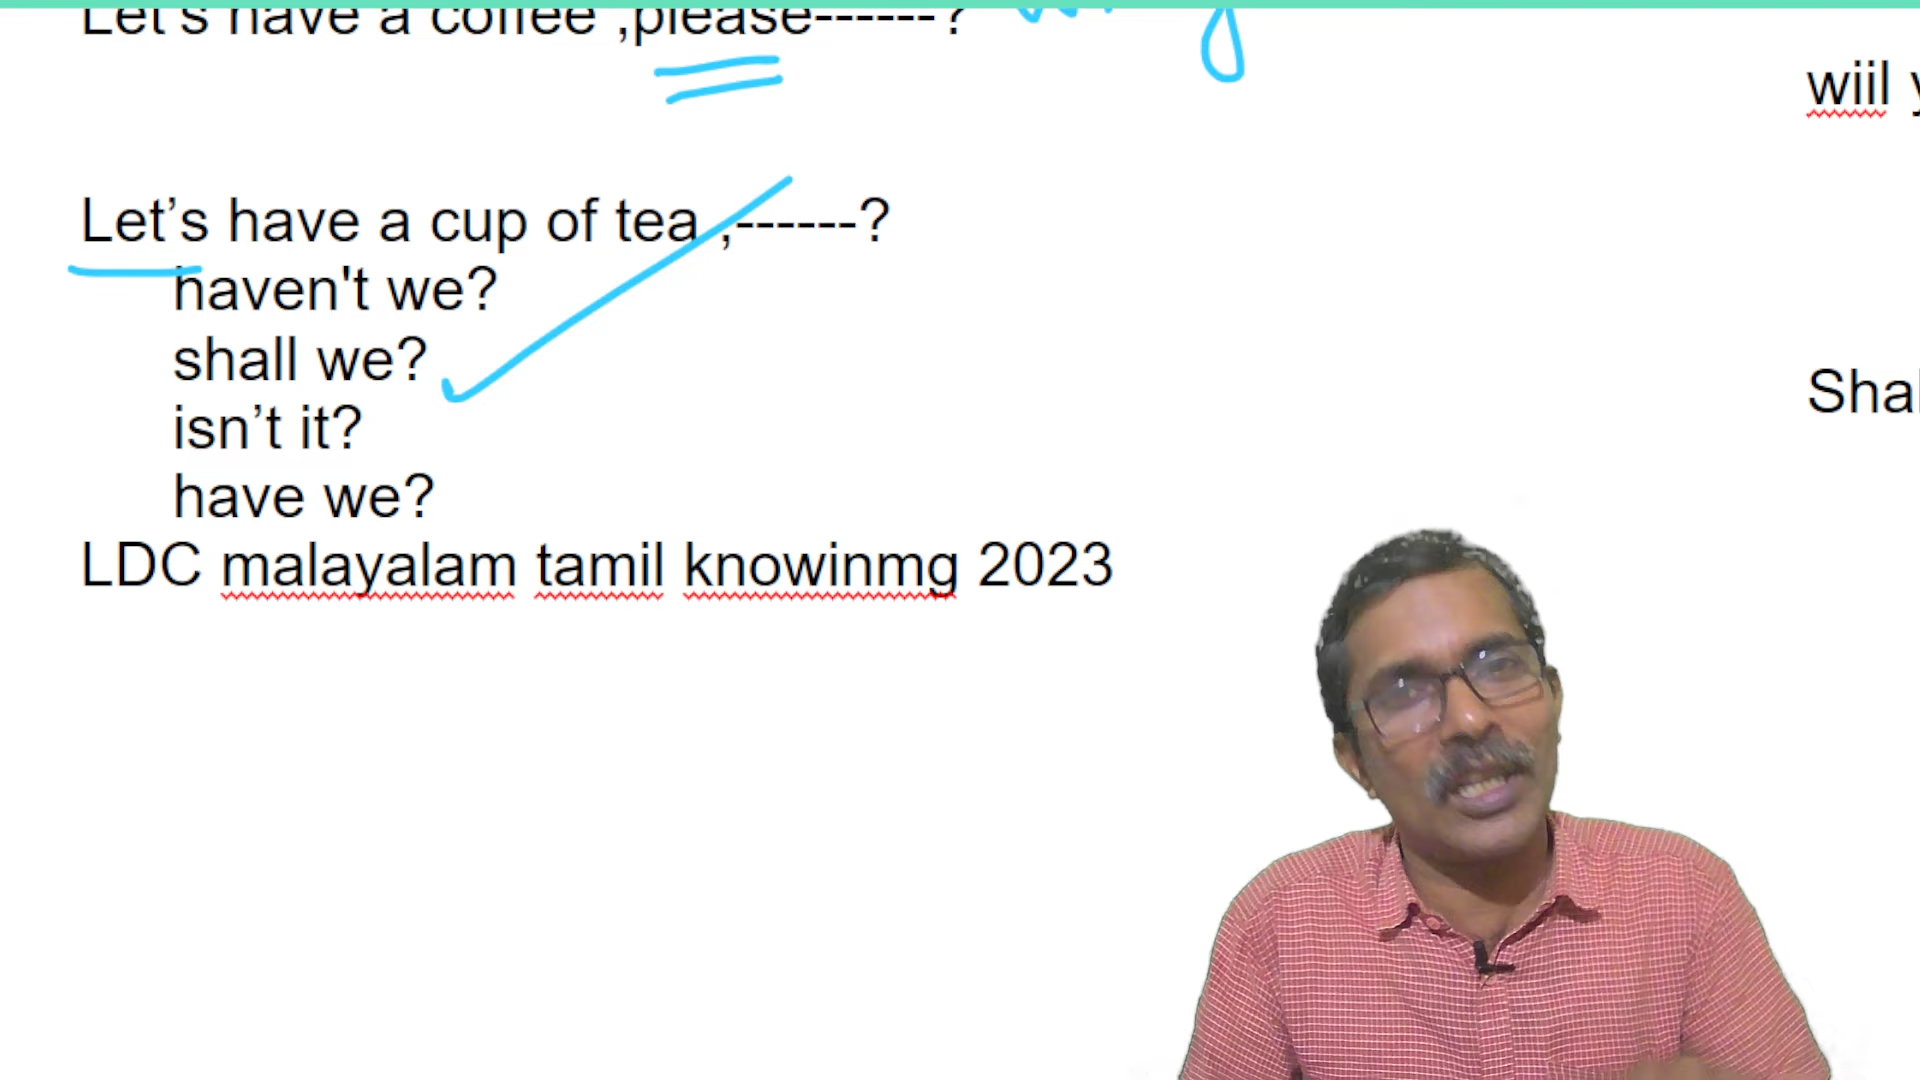 Let's have a coffee ,please------?
wiil
Let’s have a cup of tea ,------?
haven't we?
shall we?
isn’t it?
have we?
LDC malayalam tamil knowinmg 2023